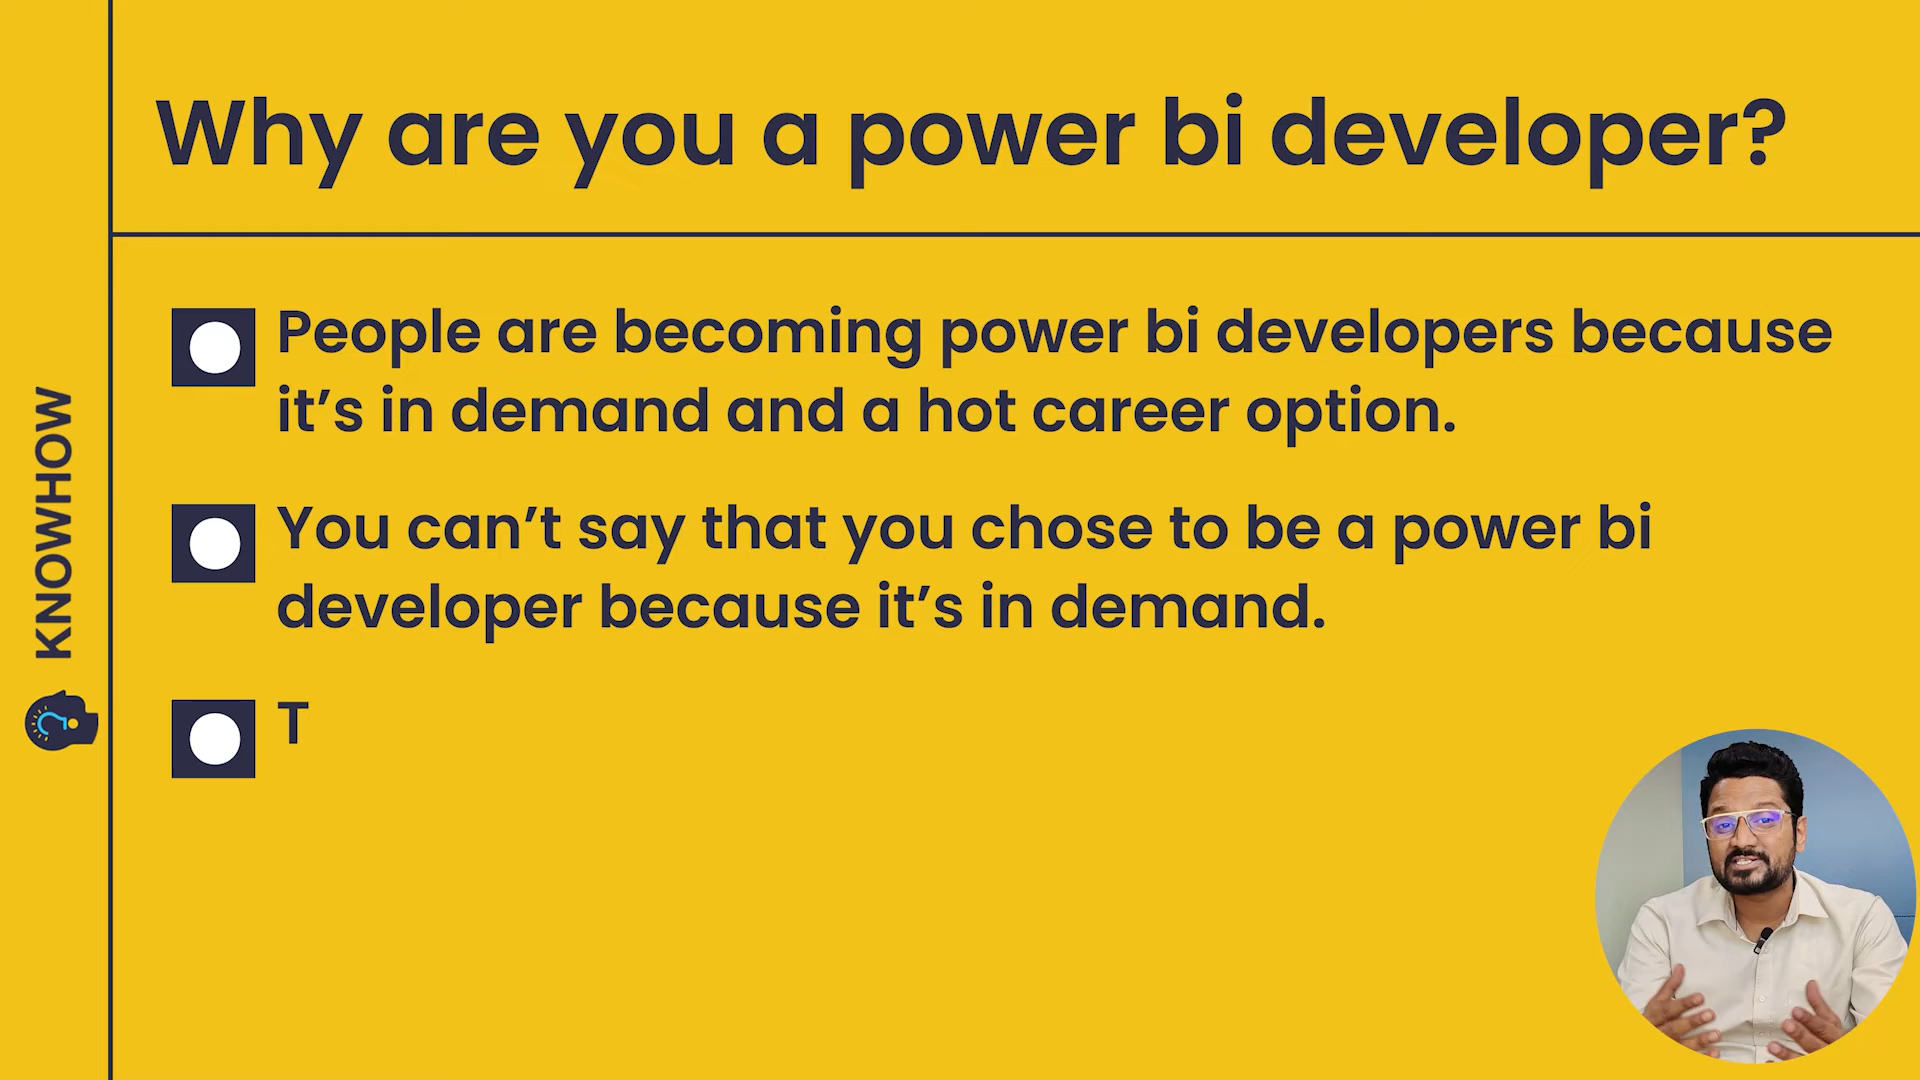 Why are you a power bi developer?
People are becoming power bi developers because
it's in demand and a hot career option.
You can't say that you chose to be a power bi
developer because it's in demand.
T
KNOWHOW